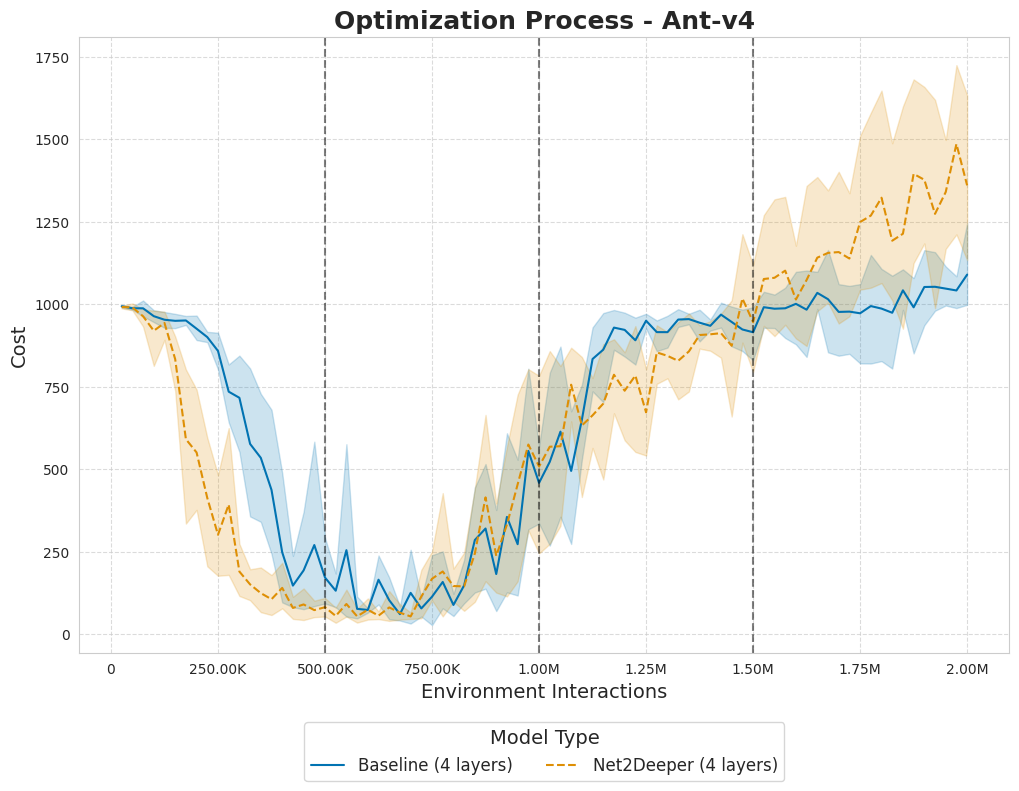 Optimization Process - Ant-v4
Cost
1750
1500
1250
1000
750
500
250
0
0 250.00K 500.00K 750.00K 1.00M 1.25M 1.50M 1.75M 2.00M
Environment Interactions
Model Type
Baseline (4 layers) Net2Deeper (4 layers)